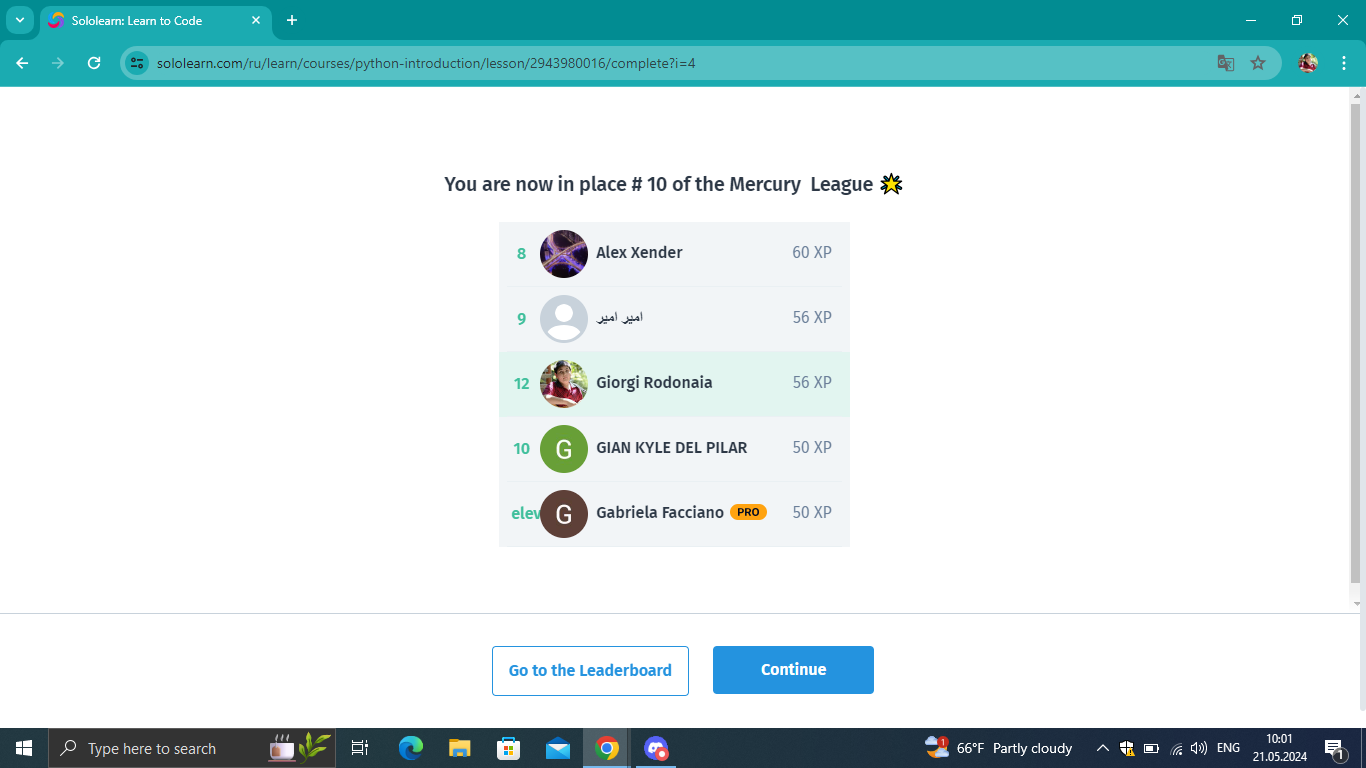 Sololearn: Learn to Code
sololearn.com/ru/learn/courses/python-introduction/lesson/2943980016/complete?i=4
You are now in place # 10 of the Mercury League
8 Alex Xender 60 XP
9 امیر امیر 56 XP
12 Giorgi Rodonaia 56 XP
10 G GIAN KYLE DEL PILAR 50 XP
elev G Gabriela Facciano PRO 50 XP
Go to the Leaderboard Continue
Type here to search 1 66°F Partly cloudy ENG 10:01 1
21.05.2024